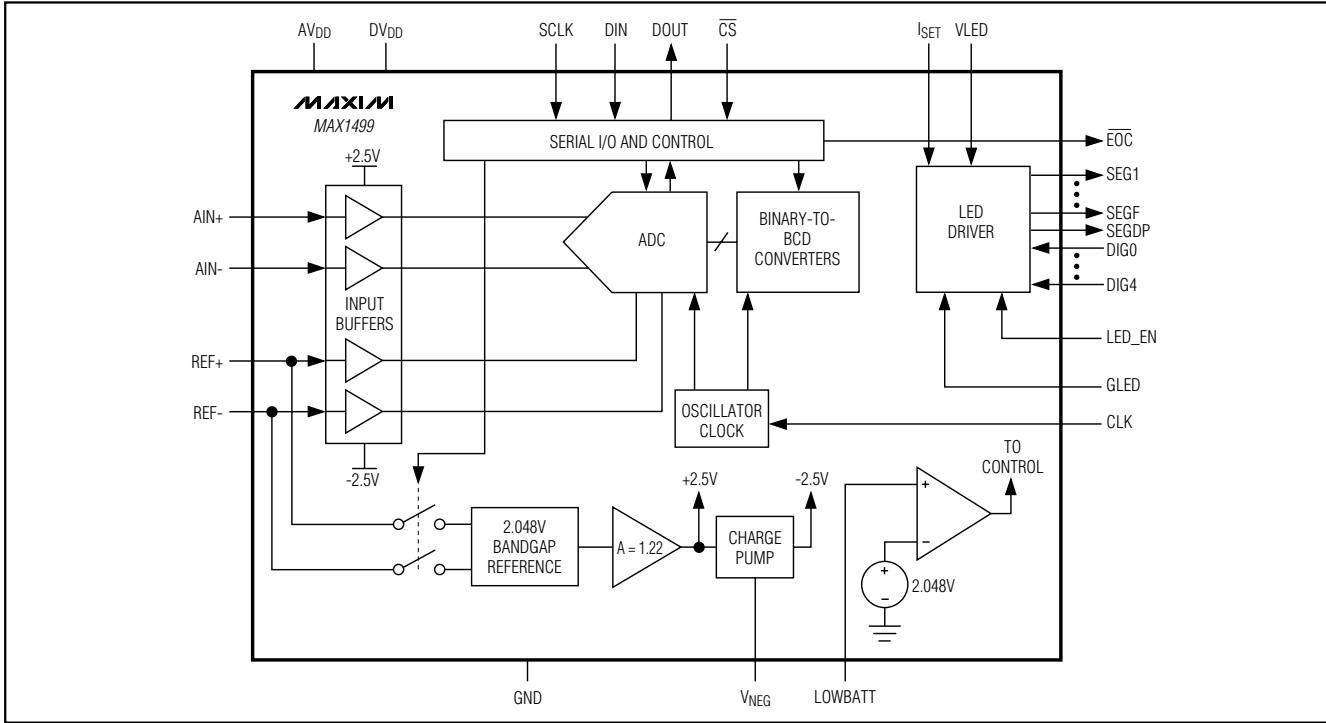 AVDD
DVDD
SCLK
DIN
DOUT
CS
ISET
VLED
MAXIM
MAX1499
+2.5V
SERIAL I/O AND CONTROL
EOC
SEG1
SEGF
SEGDP
DIG0
DIG4
LED
DRIVER
AIN+
AIN-
ADC
BINARY-TO-
BCD
CONVERTERS
INPUT
BUFFERS
LED_EN
REF+
REF-
GLED
OSCILLATOR
CLOCK
CLK
-2.5V
TO
CONTROL
+2.5V
-2.5V
+
−
2.048V
BANDGAP
REFERENCE
A = 1.22
CHARGE
PUMP
+
−
2.048V
GND
VNEG
LOWBATT